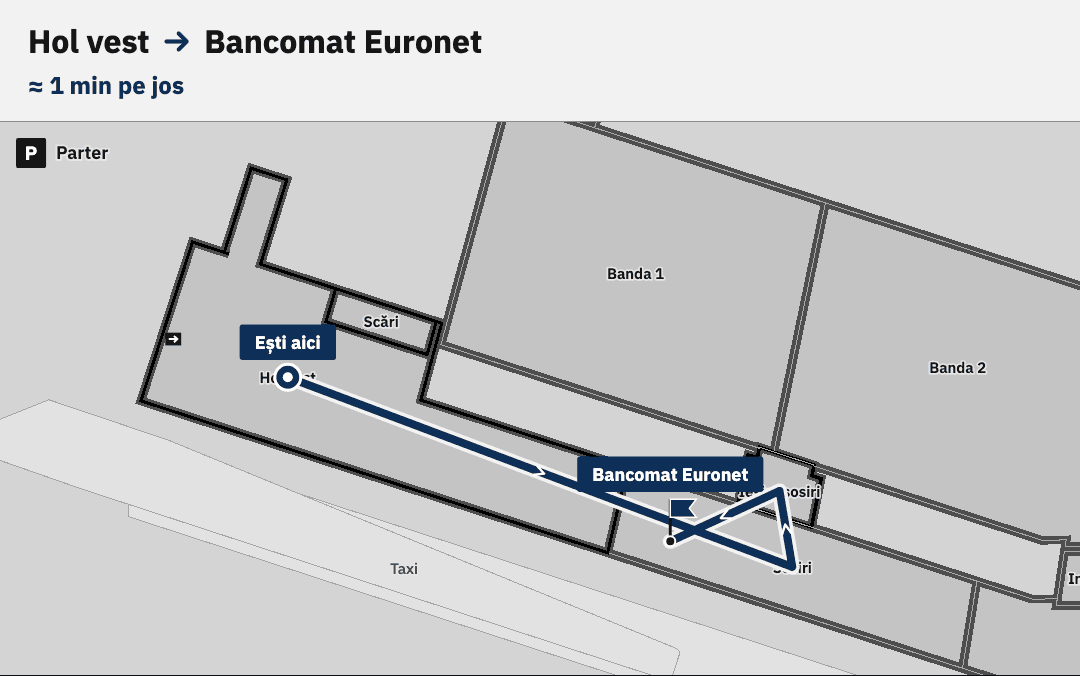 Hol vest → Bancomat Euronet
≈ 1 min pe jos
P Parter
Banda 1
Scări
Ești aici
Banda 2
Bancomat Euronet
Taxi